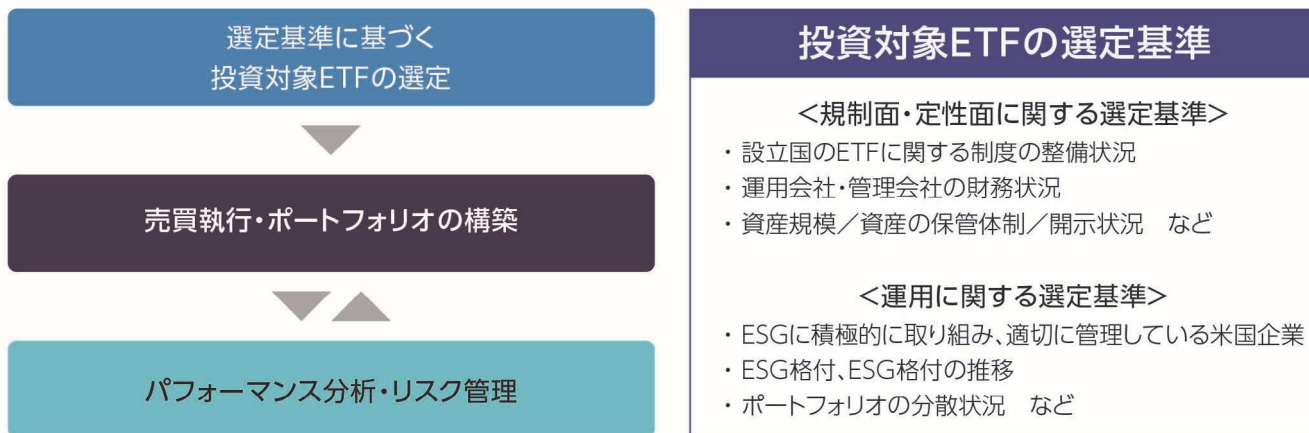 選定基準に基づく
投資対象ETFの選定
売買執行・ポートフォリオの構築
パフォーマンス分析・リスク管理
投資対象ETFの選定基準
<規制面・定性面に関する選定基準>
・ 設立国のETFに関する制度の整備状況
・ 運用会社・管理会社の財務状況
・ 資産規模／資産の保管体制／開示状況　など
<運用に関する選定基準>
・ ESGに積極的に取り組み、適切に管理している米国企業
・ ESG格付、ESG格付の推移
・ ポートフォリオの分散状況　など